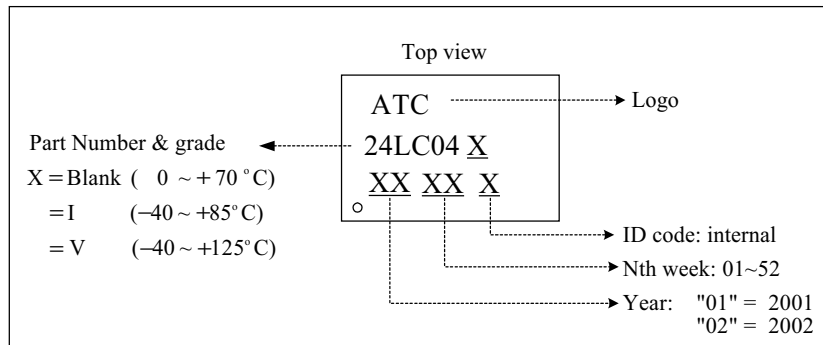 Top view
ATC
Logo
Part Number & grade
24LC04 X
X = Blank ( 0 ~ + 70 °C)
XX XX X
= I (−40 ~ +85°C)
= V (−40 ~ +125°C)
ID code: internal
Nth week: 01~52
Year: "01" = 2001
"02" = 2002